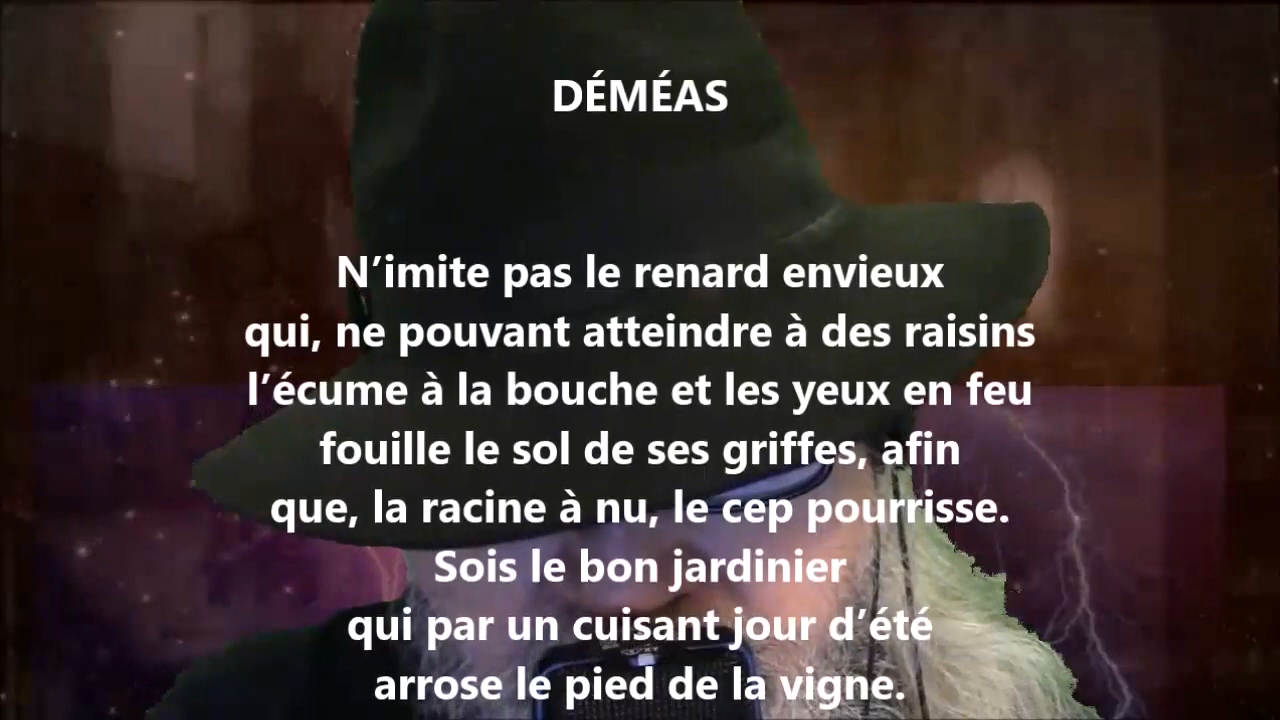 DÉMÉAS
N’imite pas le renard envieux
qui, ne pouvant atteindre à des raisins
l’écume à la bouche et les yeux en feu
fouille le sol de ses griffes, afin
que, la racine à nu, le cep pourrisse.
Sois le bon jardinier
qui par un cuisant jour d’été
arrose le pied de la vigne.